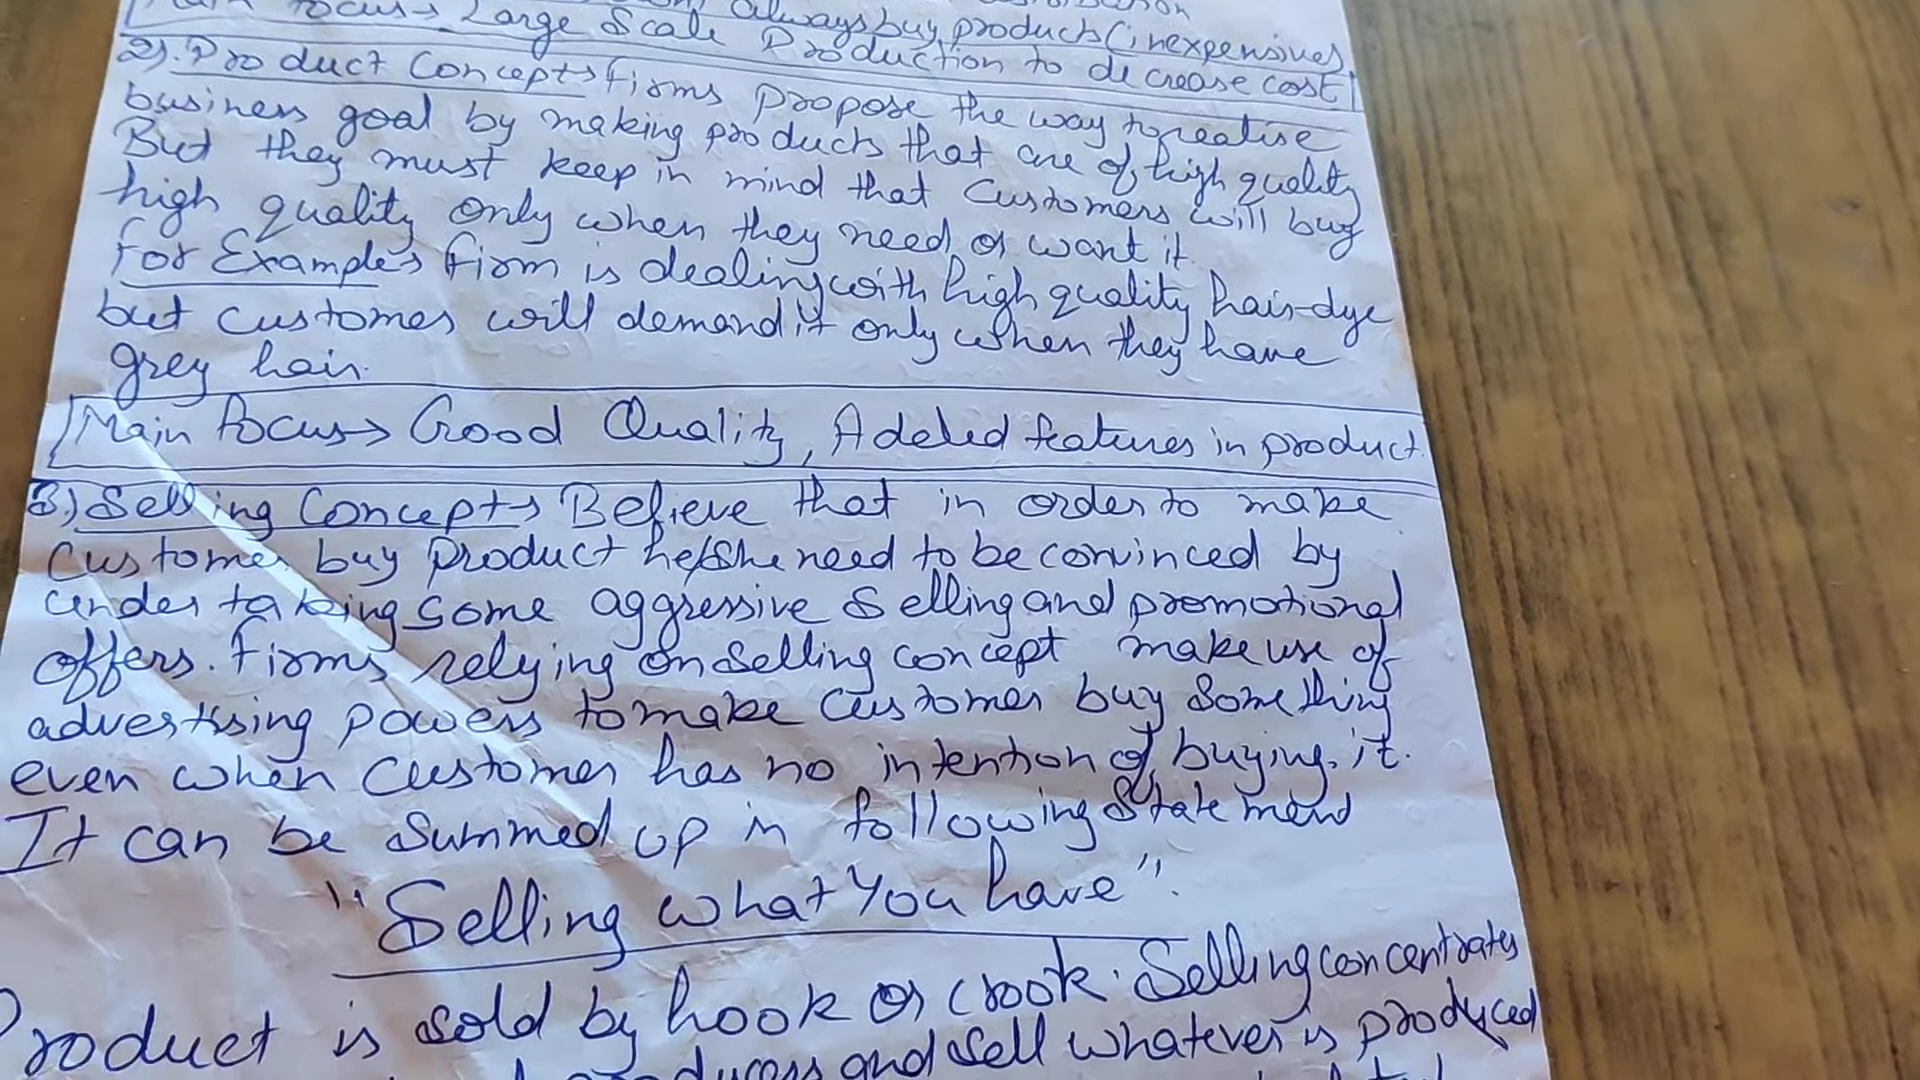 always buy products (inexpensive)
Main Focus → Large Scale Production to decrease cost
2). Product Concept → Firms propose the way to realise
business goal by making products that are of high quality
But they must keep in mind that customers will buy
high quality only when they need or want it.
For Example → Firm is dealing with high quality hair-dye
but customer will demand it only when they have
grey hair.
Main Focus → Good Quality, Added features in product.
3.) Selling Concept → Believe that in order to make
customer buy product he/she need to be convinced by
undertaking some aggressive selling and promotional
offers. Firms relying on selling concept make use of
advertising powers to make customer buy something
even when customer has no intention of buying it.
It can be summed up in following statement
"Selling what You have".
Product is sold by hook or crook. Selling concentrates
and sell whatever is produced